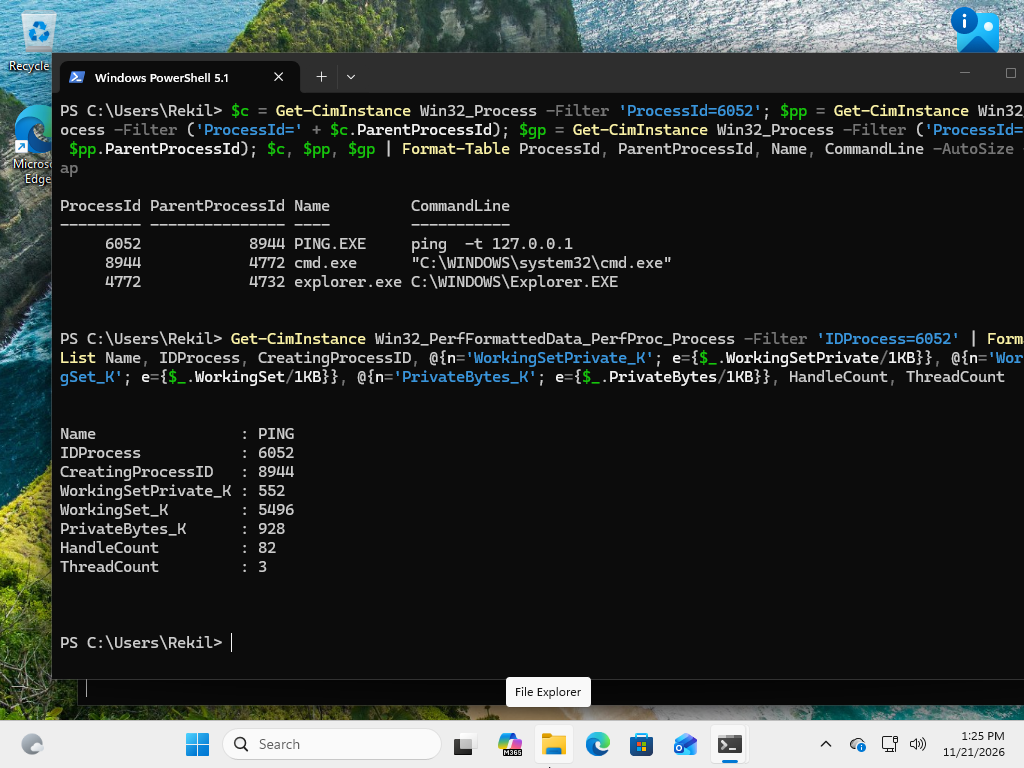 Recycle
Microso
Edge
Windows PowerShell 5.1
PS C:\Users\Rekil> $c = Get-CimInstance Win32_Process -Filter 'ProcessId=6052'; $pp = Get-CimInstance Win32
ocess -Filter ('ProcessId=' + $c.ParentProcessId); $gp = Get-CimInstance Win32_Process -Filter ('ProcessId=
$pp.ParentProcessId); $c, $pp, $gp | Format-Table ProcessId, ParentProcessId, Name, CommandLine -AutoSize
ap
ProcessId ParentProcessId Name CommandLine
--------- --------------- ---- -----------
6052 8944 PING.EXE ping -t 127.0.0.1
8944 4772 cmd.exe "C:\WINDOWS\system32\cmd.exe"
4772 4732 explorer.exe C:\WINDOWS\Explorer.EXE
PS C:\Users\Rekil> Get-CimInstance Win32_PerfFormattedData_PerfProc_Process -Filter 'IDProcess=6052' | Form
List Name, IDProcess, CreatingProcessID, @{n='WorkingSetPrivate_K'; e={$_.WorkingSetPrivate/1KB}}, @{n='Wor
gSet_K'; e={$_.WorkingSet/1KB}}, @{n='PrivateBytes_K'; e={$_.PrivateBytes/1KB}}, HandleCount, ThreadCount
Name : PING
IDProcess : 6052
CreatingProcessID : 8944
WorkingSetPrivate_K : 552
WorkingSet_K : 5496
PrivateBytes_K : 928
HandleCount : 82
ThreadCount : 3
PS C:\Users\Rekil>
File Explorer
Search
M365
1:25 PM
11/21/2026